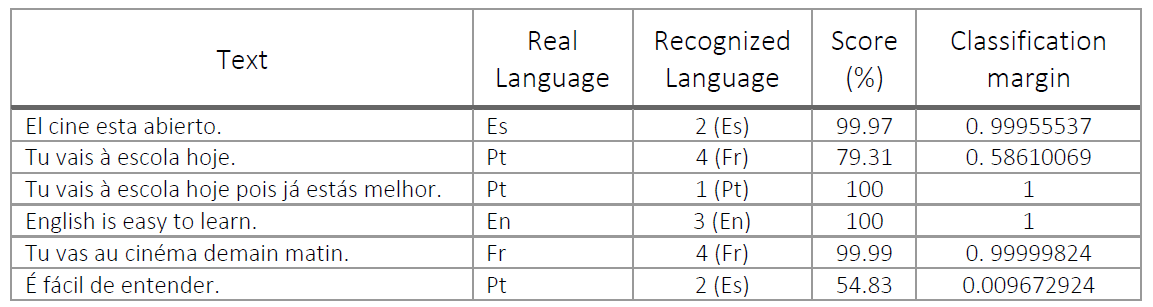 Text Real Language Recognized Language Score (%) Classification margin
El cine esta abierto. Es 2 (Es) 99.97 0. 99955537
Tu vais à escola hoje. Pt 4 (Fr) 79.31 0. 58610069
Tu vais à escola hoje pois já estás melhor. Pt 1 (Pt) 100 1
English is easy to learn. En 3 (En) 100 1
Tu vas au cinéma demain matin. Fr 4 (Fr) 99.99 0. 99999824
É fácil de entender. Pt 2 (Es) 54.83 0.009672924